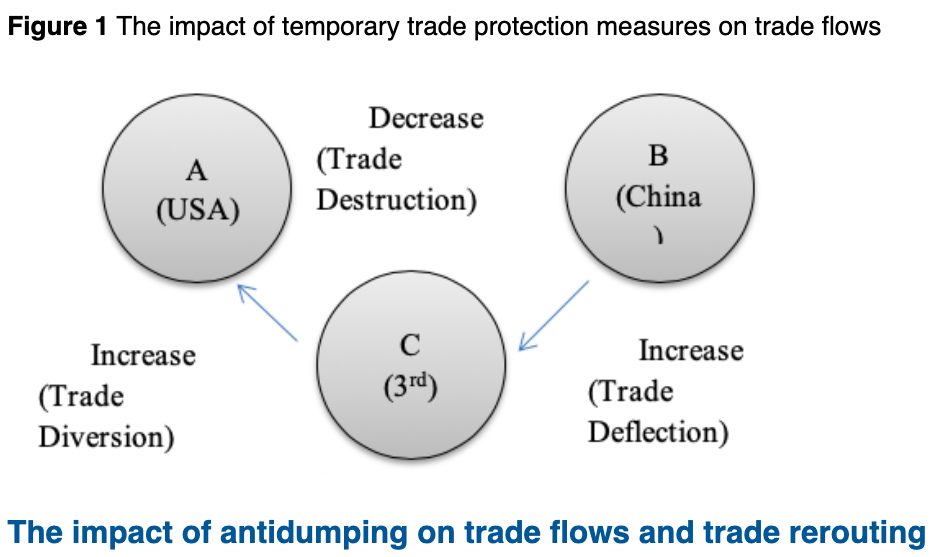 Figure 1 The impact of temporary trade protection measures on trade flows
Decrease
(Trade
Destruction)
A
(USA)
B
(China
)
C
(3rd)
Increase
(Trade
Diversion)
Increase
(Trade
Deflection)
The impact of antidumping on trade flows and trade rerouting